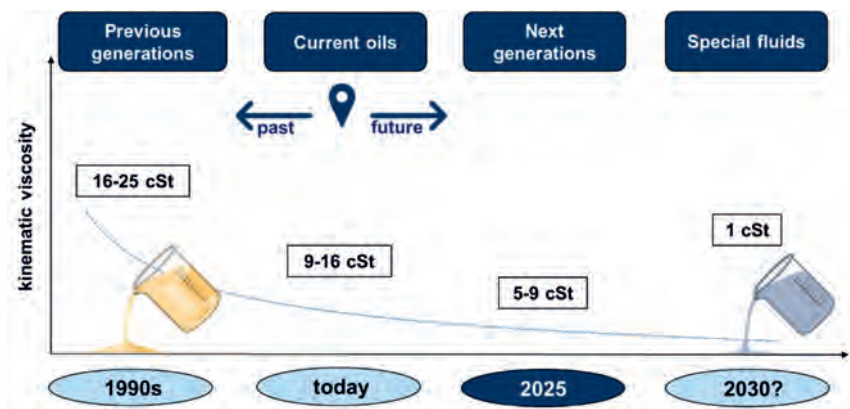 Previous
generations
Current oils
Next
generations
Special fluids
past
future
kinematic viscosity
16-25 cSt
9-16 cSt
5-9 cSt
1 cSt
1990s
today
2025
2030?